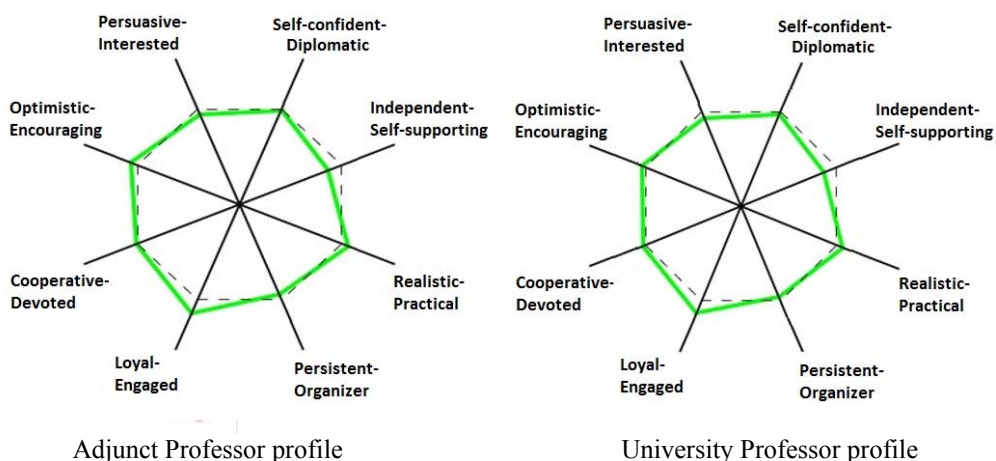 Persuasive-
Interested
Self-confident-
Diplomatic
Optimistic-
Encouraging
Independent-
Self-supporting
Cooperative-
Devoted
Realistic-
Practical
Loyal-
Engaged
Persistent-
Organizer
Adjunct Professor profile
Persuasive-
Interested
Self-confident-
Diplomatic
Optimistic-
Encouraging
Independent-
Self-supporting
Cooperative-
Devoted
Realistic-
Practical
Loyal-
Engaged
Persistent-
Organizer
University Professor profile